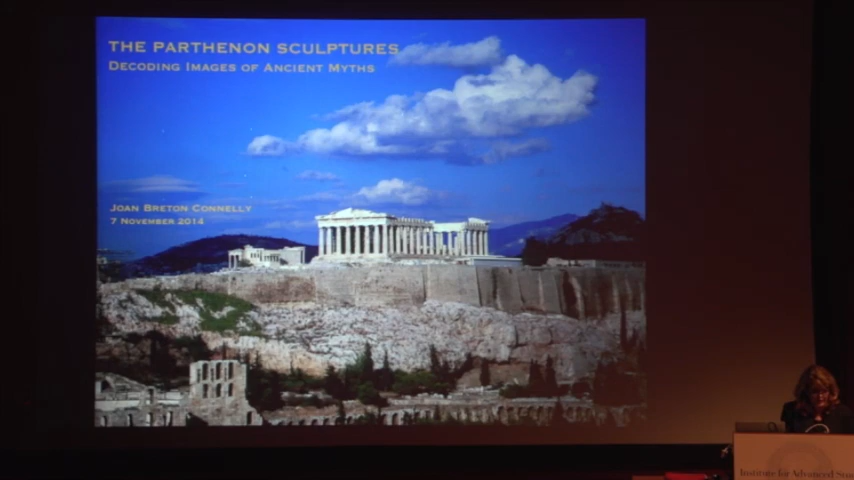 THE PARTHENON SCULPTURES
DECODING IMAGES OF ANCIENT MYTHS
JOAN BRETON CONNELLY
7 NOVEMBER 2014
Institute for Advanced Stu